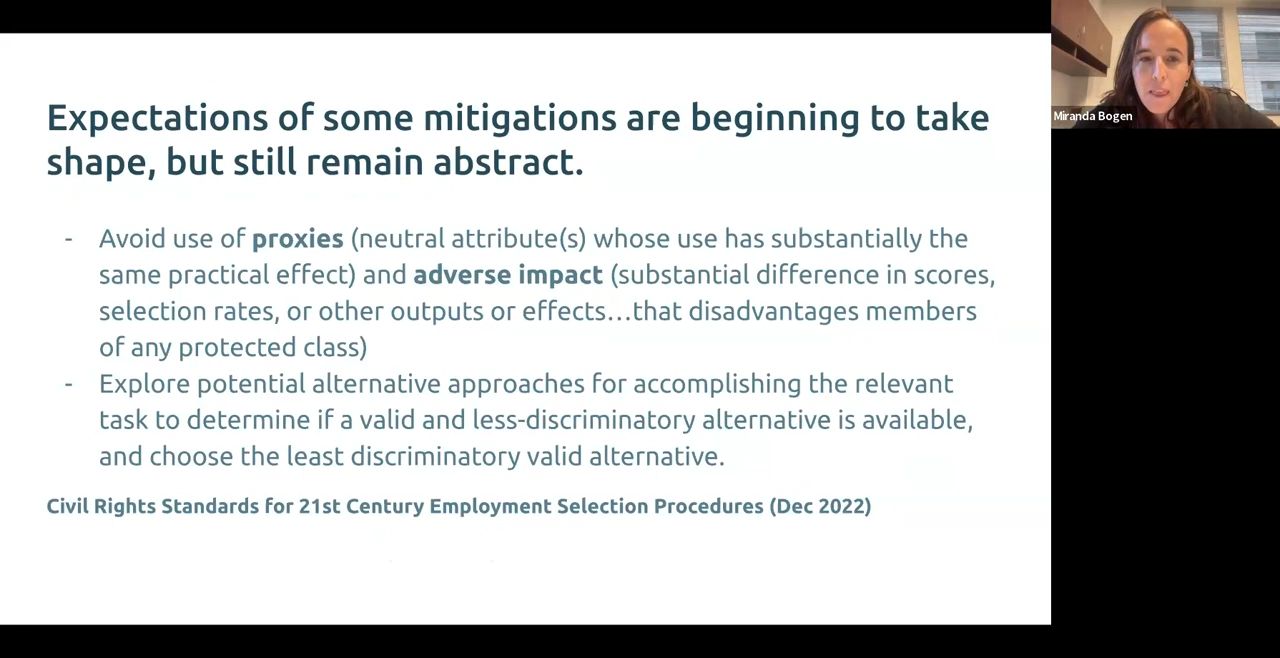 Expectations of some mitigations are beginning to take
shape, but still remain abstract.
- Avoid use of proxies (neutral attribute(s) whose use has substantially the
same practical effect) and adverse impact (substantial difference in scores,
selection rates, or other outputs or effects…that disadvantages members
of any protected class)
- Explore potential alternative approaches for accomplishing the relevant
task to determine if a valid and less-discriminatory alternative is available,
and choose the least discriminatory valid alternative.
Civil Rights Standards for 21st Century Employment Selection Procedures (Dec 2022)
Miranda Bogen